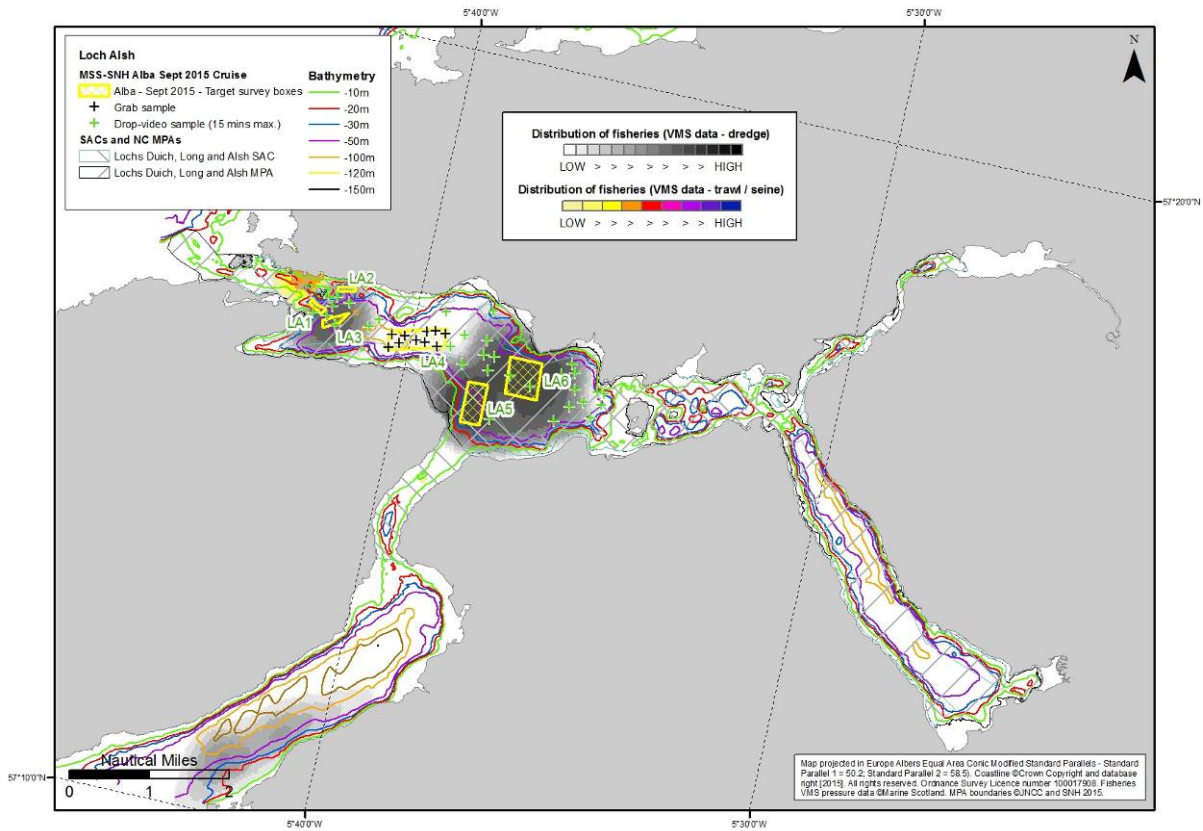 5°40'0"W
5°30'0"W
Loch Alsh
MSS-SNH Alba Sept 2015 Cruise
Alba - Sept 2015 - Target survey boxes
Grab sample
Drop-video sample (15 mins max.)
SACs and NC MPAs
Lochs Duich, Long and Alsh SAC
Lochs Duich, Long and Alsh MPA
Bathymetry
-10m
-20m
-30m
-50m
-100m
-120m
-150m
N
Distribution of fisheries (VMS data - dredge)
LOW > > > > > > > HIGH
Distribution of fisheries (VMS data - trawl / seine)
LOW > > > > > > > HIGH
57°20'0"N
LA2
LA1
LA3
LA4
LA6
LA5
Nautical Miles
0 1 2
57°10'0"N
Map projected in Europe Albers Equal Area Conic Modified Standard Parallels - Standard
Parallel 1 = 50.2; Standard Parallel 2 = 58.5). Coastline ©Crown Copyright and database
right [2015]. All rights reserved. Ordnance Survey Licence number 100017908. Fisheries
VMS pressure data ©Marine Scotland. MPA boundaries ©JNCC and SNH 2015.
5°40'0"W
5°30'0"W